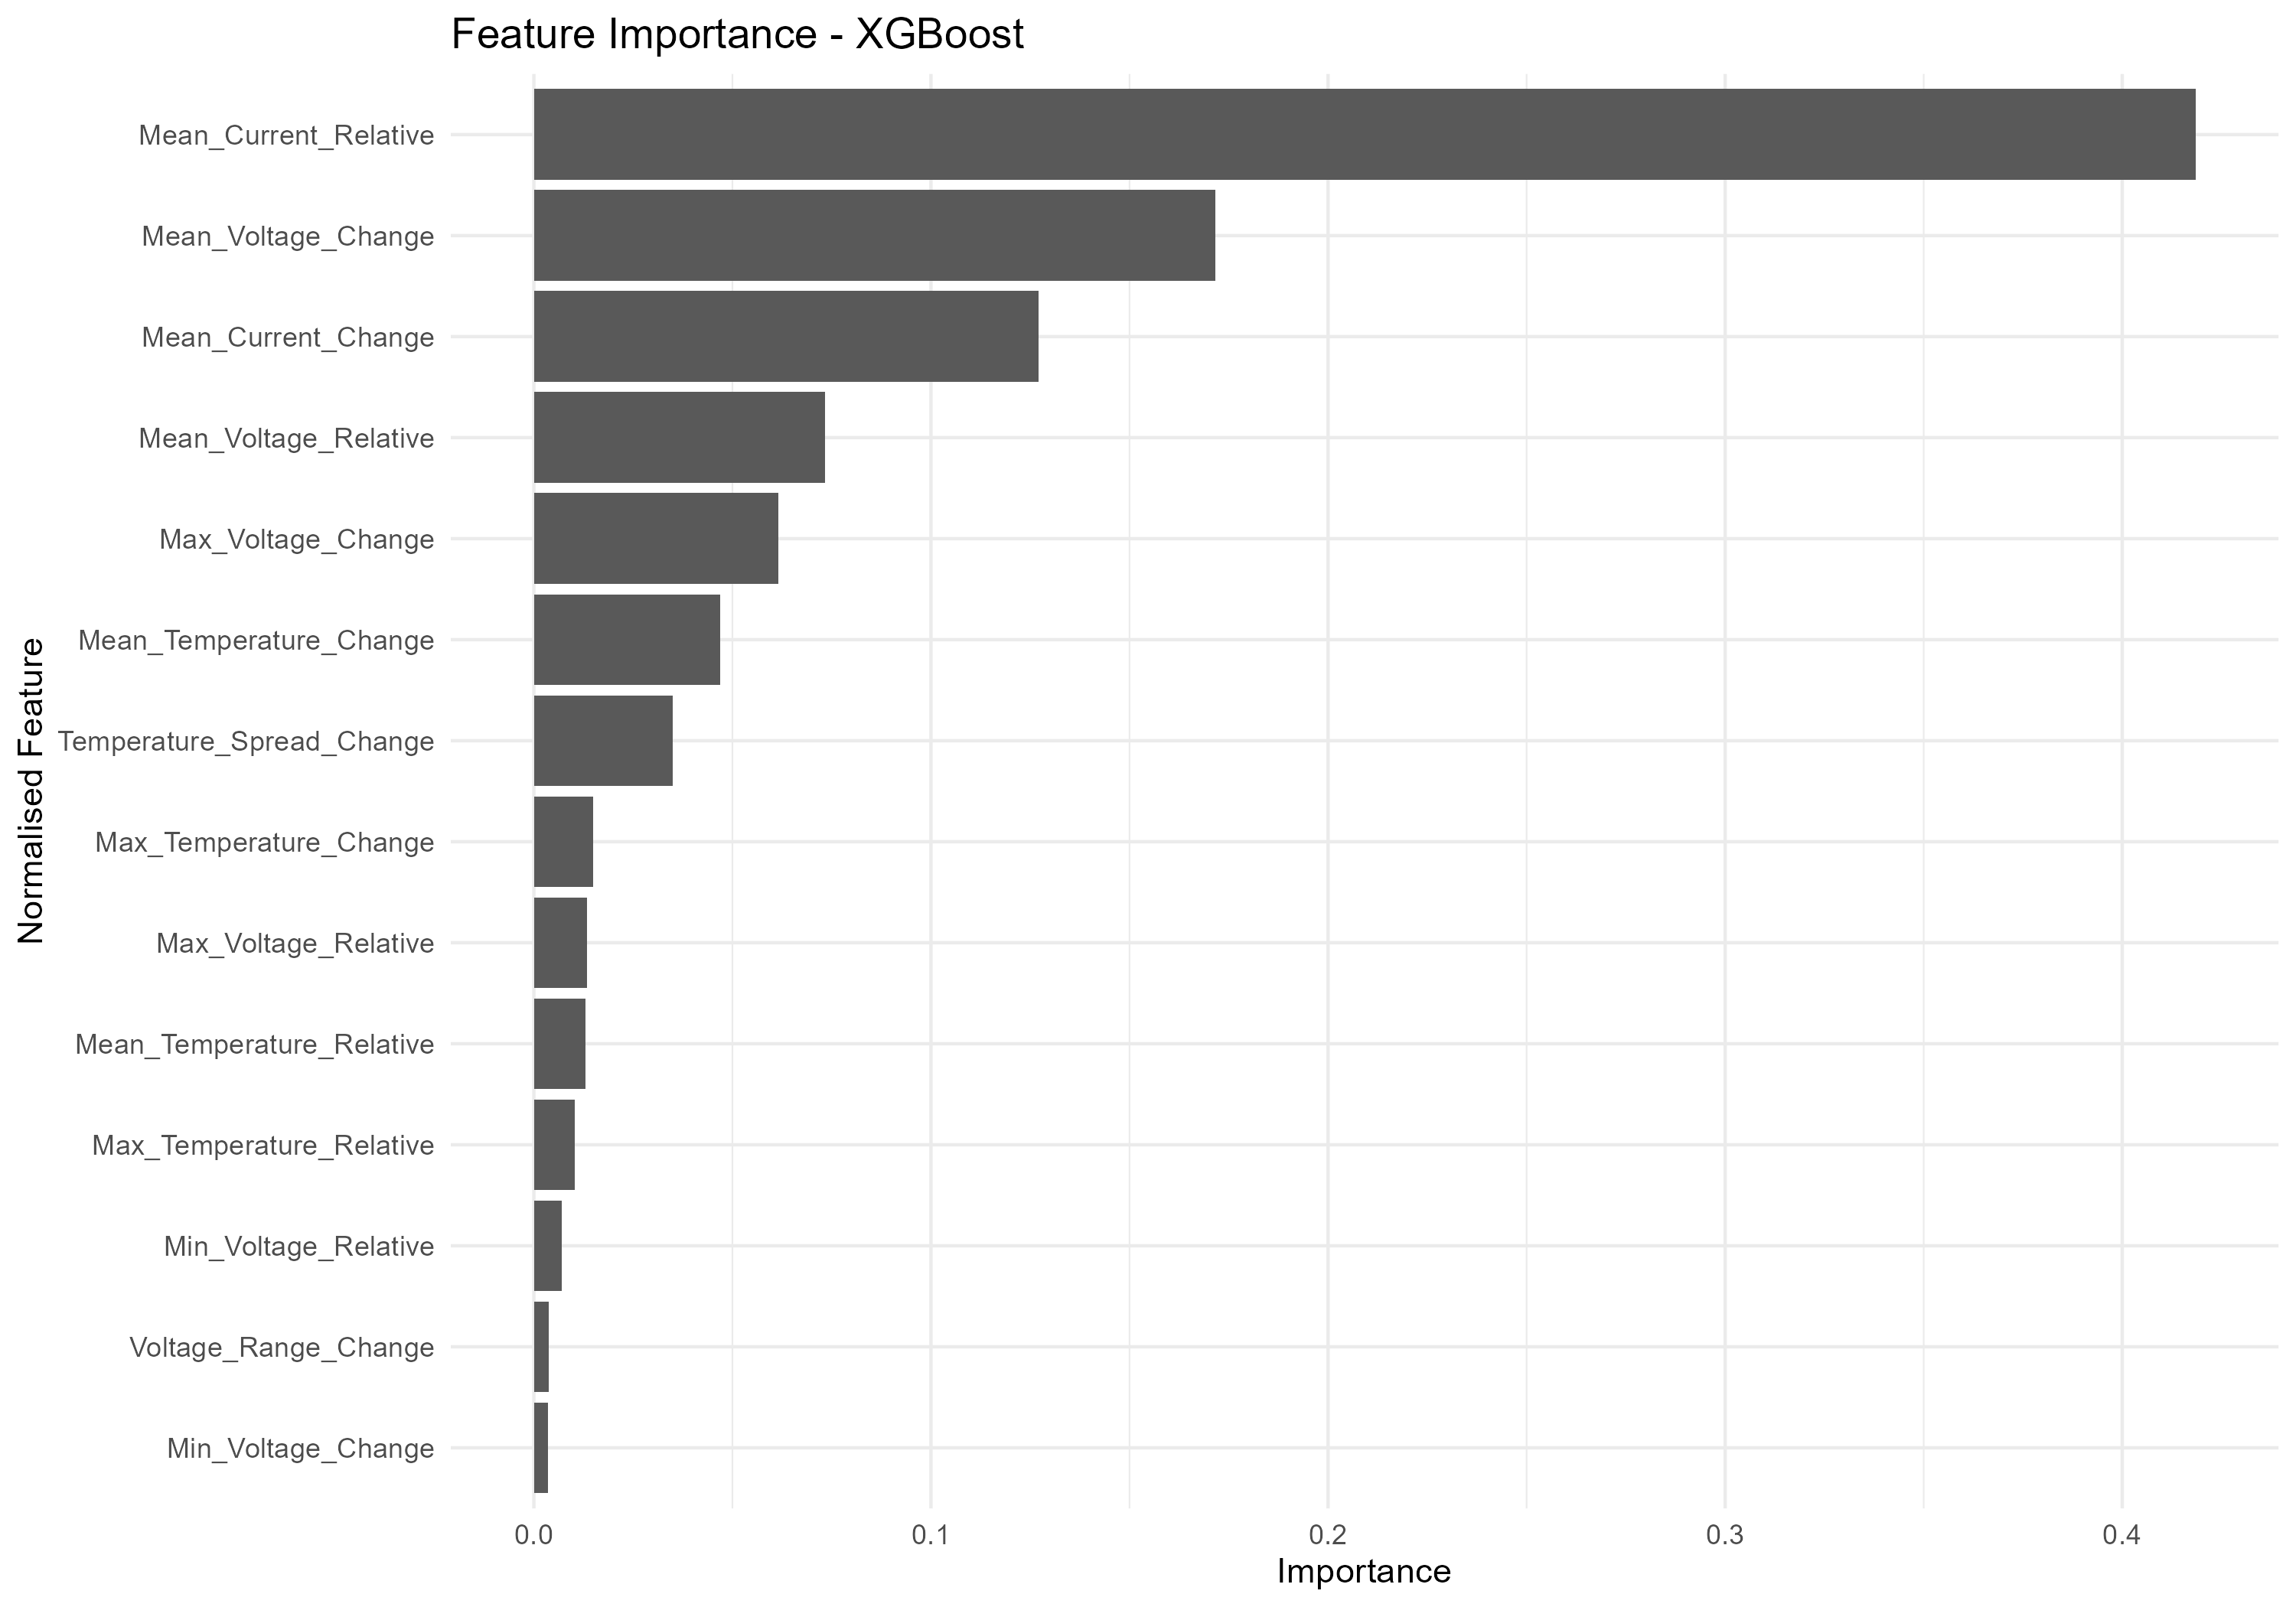 Feature Importance - XGBoost
Normalised Feature
Mean_Current_Relative
Mean_Voltage_Change
Mean_Current_Change
Mean_Voltage_Relative
Max_Voltage_Change
Mean_Temperature_Change
Temperature_Spread_Change
Max_Temperature_Change
Max_Voltage_Relative
Mean_Temperature_Relative
Max_Temperature_Relative
Min_Voltage_Relative
Voltage_Range_Change
Min_Voltage_Change
0.0 0.1 0.2 0.3 0.4
Importance